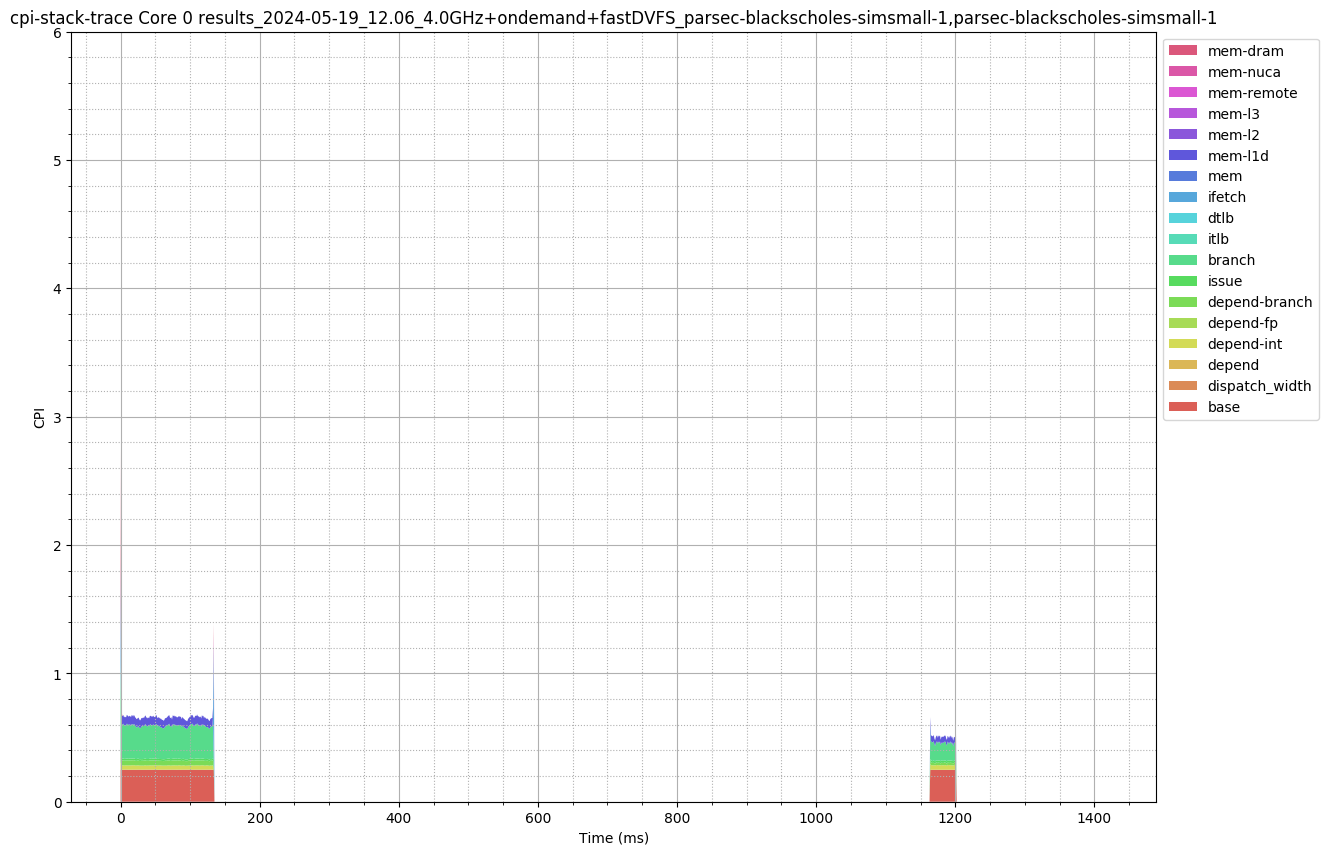 cpi-stack-trace Core 0 results_2024-05-19_12.06_4.0GHz+ondemand+fastDVFS_parsec-blackscholes-simsmall-1,parsec-blackscholes-simsmall-1
6
5
4
3
2
1
0
CPI
0
200
400
600
800
1000
1200
1400
Time (ms)
mem-dram
mem-nuca
mem-remote
mem-l3
mem-l2
mem-l1d
mem
ifetch
dtlb
itlb
branch
issue
depend-branch
depend-fp
depend-int
depend
dispatch_width
base